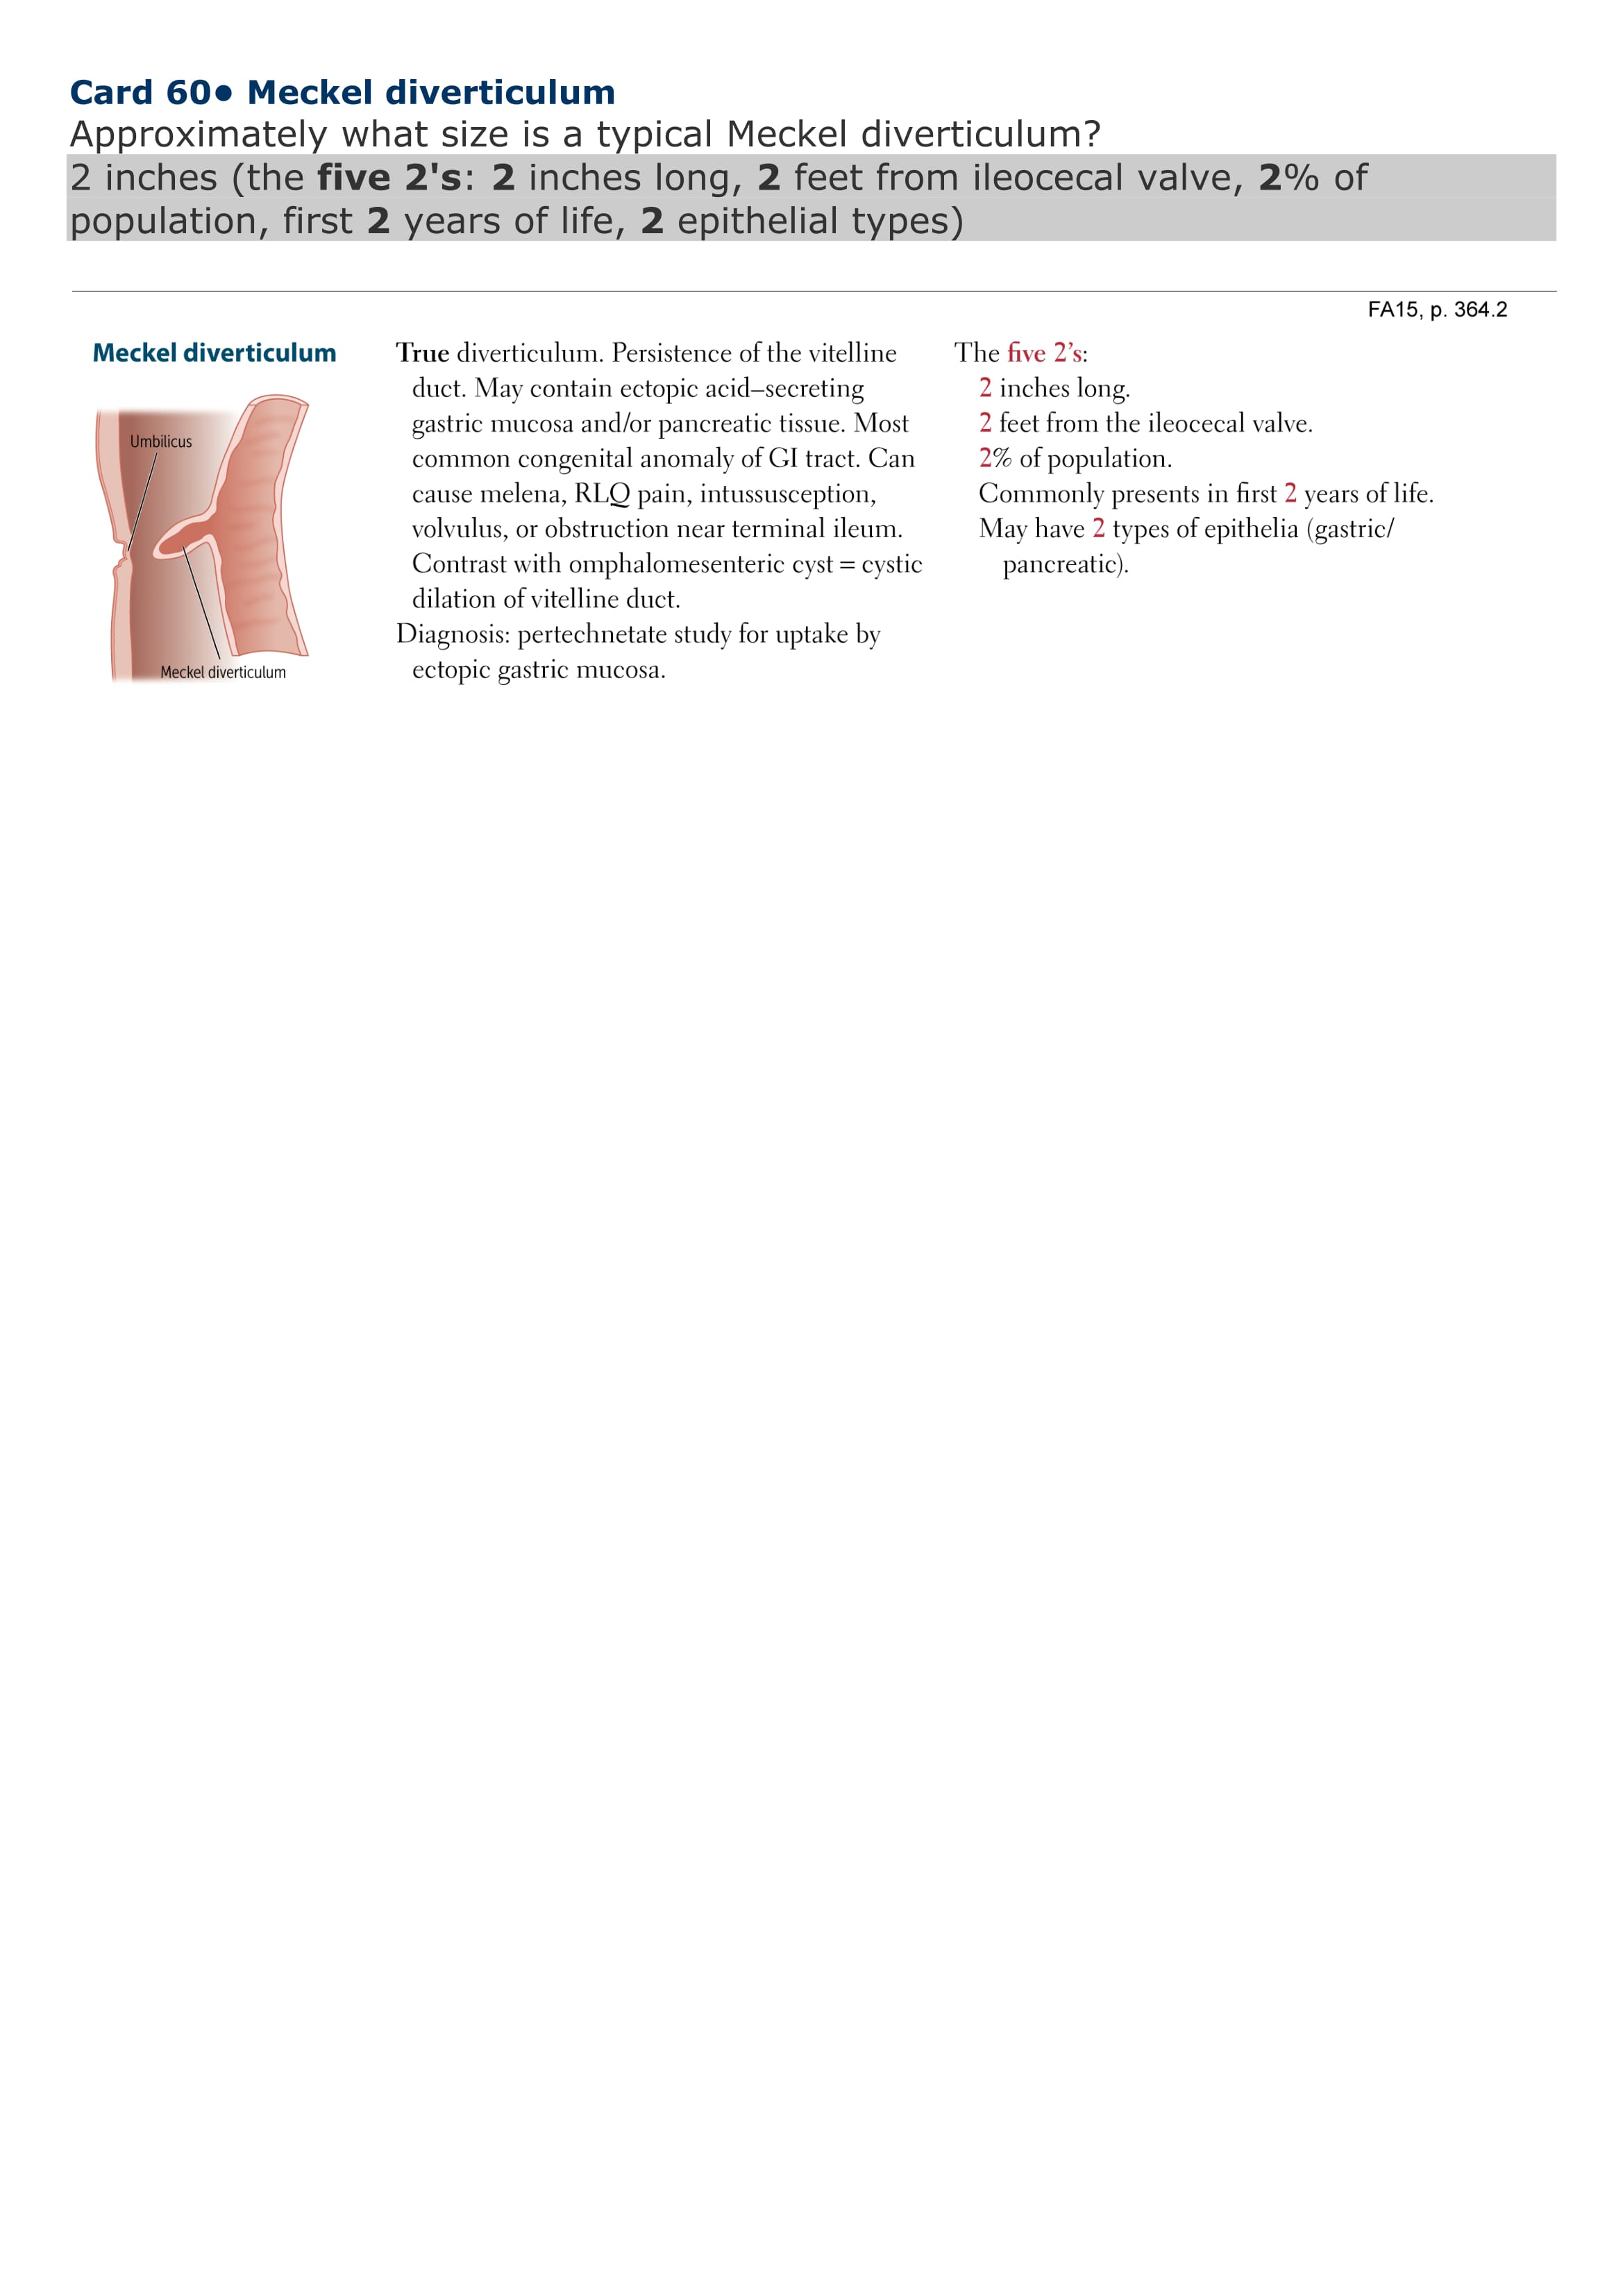 Card 60● Meckel diverticulum
Approximately what size is a typical Meckel diverticulum?
2 inches (the five 2's: 2 inches long, 2 feet from ileocecal valve, 2% of
population, first 2 years of life, 2 epithelial types)
FA15, p. 364.2
Meckel diverticulum
Umbilicus
Meckel diverticulum
True diverticulum. Persistence of the vitelline
duct. May contain ectopic acid–secreting
gastric mucosa and/or pancreatic tissue. Most
common congenital anomaly of GI tract. Can
cause melena, RLQ pain, intussusception,
volvulus, or obstruction near terminal ileum.
Contrast with omphalomesenteric cyst = cystic
dilation of vitelline duct.
Diagnosis: pertechnetate study for uptake by
ectopic gastric mucosa.
The five 2’s:
2 inches long.
2 feet from the ileocecal valve.
2% of population.
Commonly presents in first 2 years of life.
May have 2 types of epithelia (gastric/
pancreatic).